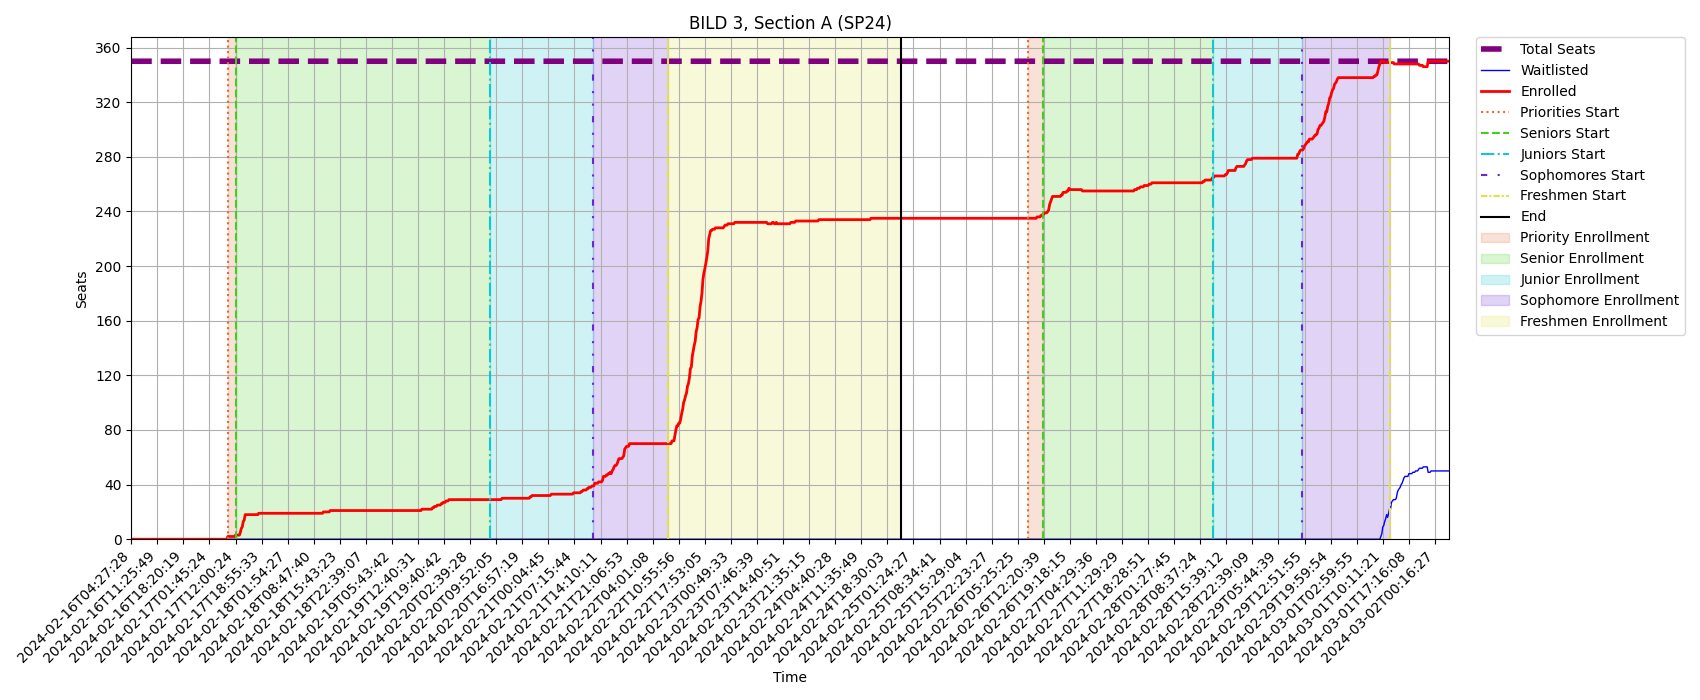 BILD 3, Section A (SP24)
Seats
360
320
280
240
200
160
120
80
40
0
2024-02-16T04:27:28
2024-02-16T11:25:49
2024-02-16T18:20:19
2024-02-17T01:45:24
2024-02-17T12:00:24
2024-02-17T18:55:33
2024-02-18T01:54:27
2024-02-18T08:47:40
2024-02-18T15:43:23
2024-02-18T22:39:07
2024-02-19T05:43:42
2024-02-19T12:40:31
2024-02-19T19:40:42
2024-02-20T02:39:28
2024-02-20T09:52:05
2024-02-20T16:57:19
2024-02-21T00:04:45
2024-02-21T07:15:44
2024-02-21T14:10:11
2024-02-21T21:06:53
2024-02-22T04:01:08
2024-02-22T10:55:56
2024-02-22T17:53:05
2024-02-23T00:49:33
2024-02-23T07:46:39
2024-02-23T14:40:51
2024-02-23T21:35:15
2024-02-24T04:40:28
2024-02-24T11:35:49
2024-02-24T18:30:03
2024-02-25T01:24:27
2024-02-25T08:34:41
2024-02-25T15:29:04
2024-02-25T22:23:27
2024-02-26T05:25:25
2024-02-26T12:20:39
2024-02-26T19:18:15
2024-02-27T04:29:36
2024-02-27T11:29:29
2024-02-27T18:28:51
2024-02-28T01:27:45
2024-02-28T08:37:24
2024-02-28T15:39:12
2024-02-28T22:39:09
2024-02-29T05:44:39
2024-02-29T12:51:55
2024-02-29T19:59:54
2024-03-01T02:59:55
2024-03-01T10:11:21
2024-03-01T17:16:08
2024-03-02T00:16:27
Time
Total Seats
Waitlisted
Enrolled
Priorities Start
Seniors Start
Juniors Start
Sophomores Start
Freshmen Start
End
Priority Enrollment
Senior Enrollment
Junior Enrollment
Sophomore Enrollment
Freshmen Enrollment